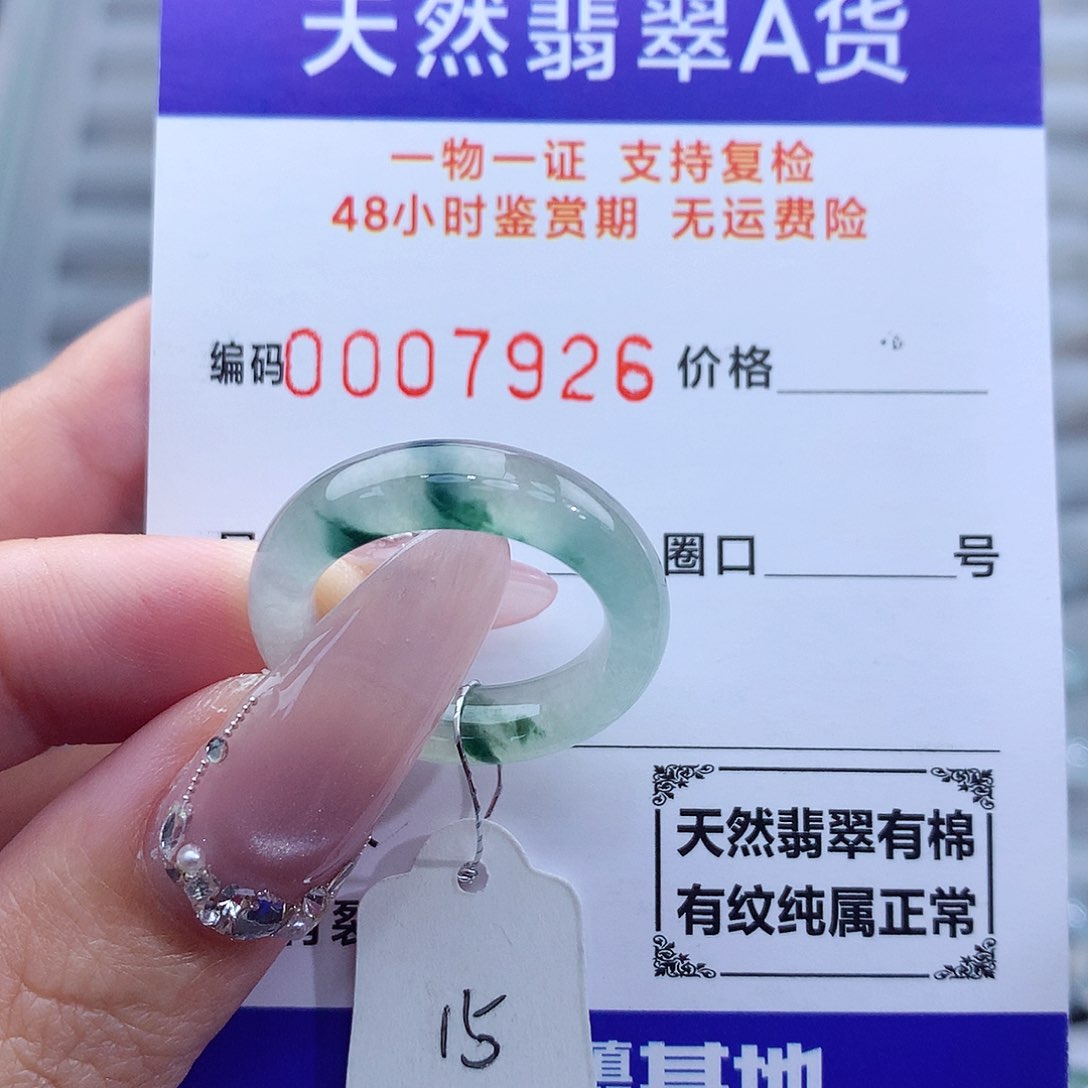 天然翡翠A货
一物一证 支持复检
48小时鉴赏期 无运费险
编码0007926 价格
圈口 号
天然翡翠有棉
有纹纯属正常
15
基地